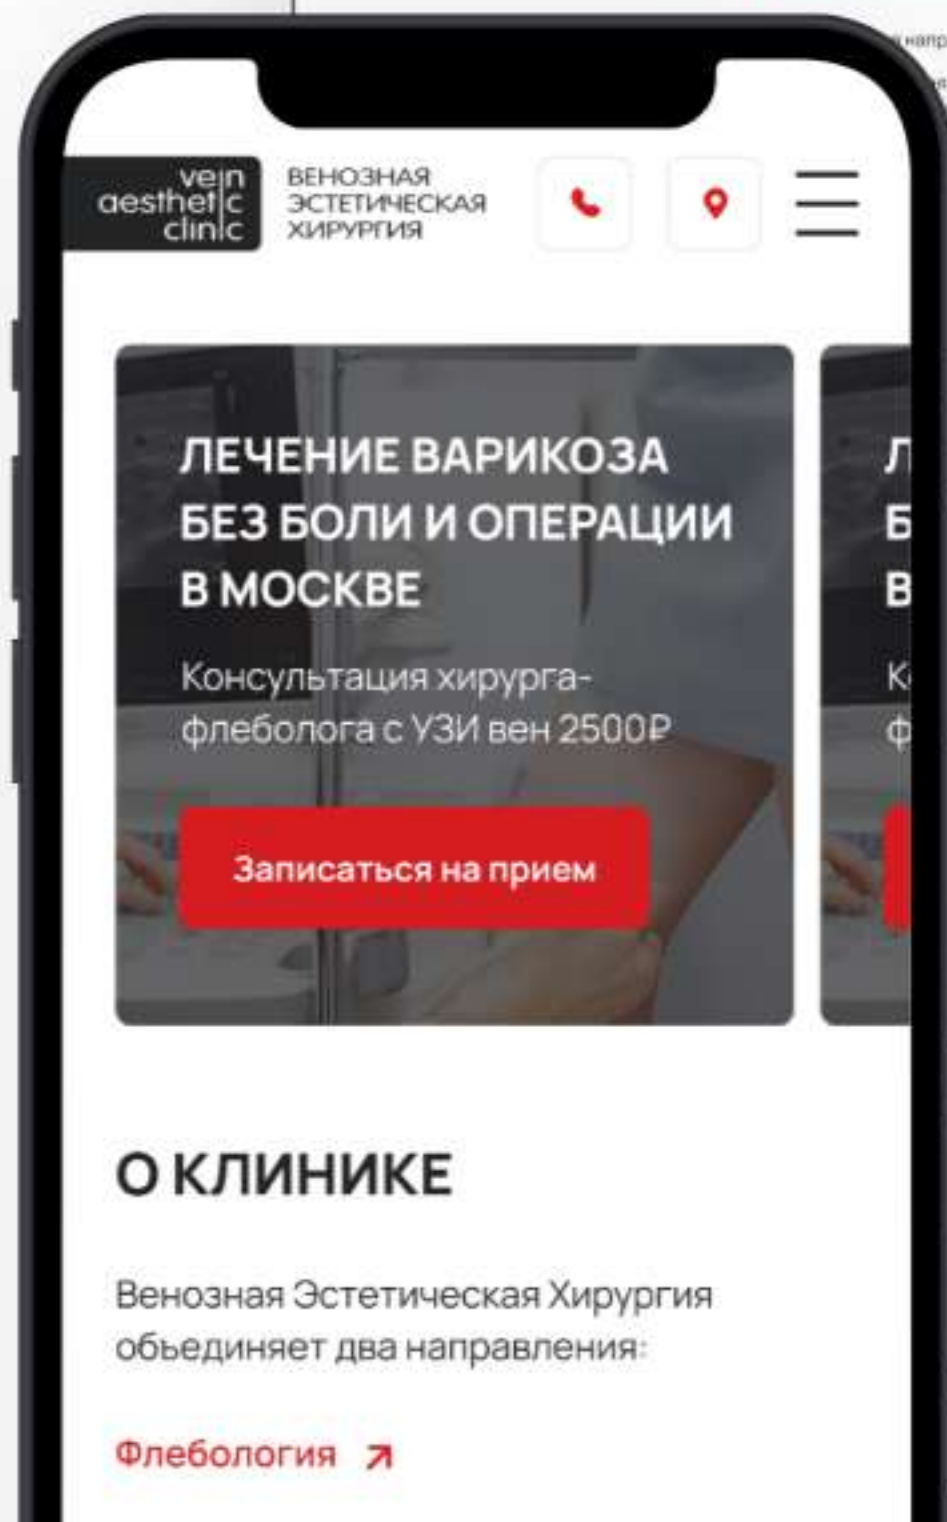 vein
aesthetic
clinic
ВЕНОЗНАЯ
ЭСТЕТИЧЕСКАЯ
ХИРУРГИЯ
ЛЕЧЕНИЕ ВАРИКОЗА
БЕЗ БОЛИ И ОПЕРАЦИИ
В МОСКВЕ
Консультация хирурга-
флеболога с УЗИ вен 2500₽
Записаться на прием
Л
Б
В
К
ф
О КЛИНИКЕ
Венозная Эстетическая Хирургия
объединяет два направления:
Флебология